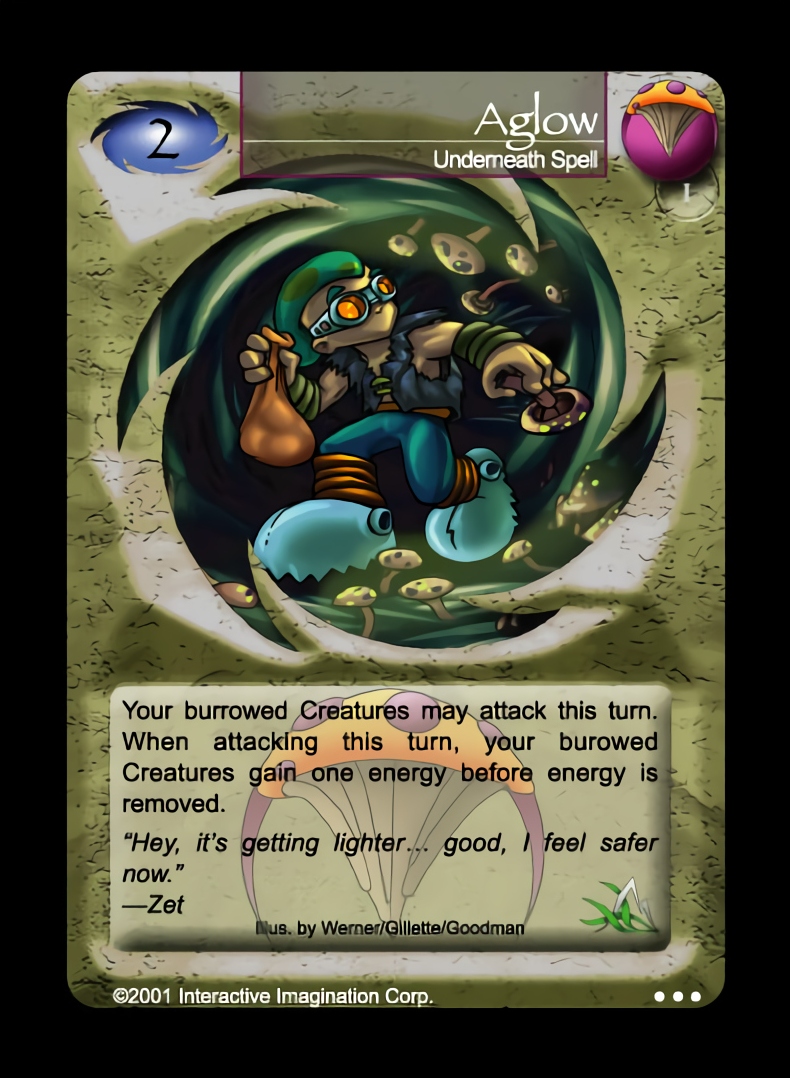 2
Aglow
Underneath Spell
1
Your burrowed Creatures may attack this turn.
When attacking this turn, your burowed
Creatures gain one energy before energy is
removed.
“Hey, it’s getting lighter… good, I feel safer
now.”
—Zet
Illus. by Werner/Gillette/Goodman
©2001 Interactive Imagination Corp.